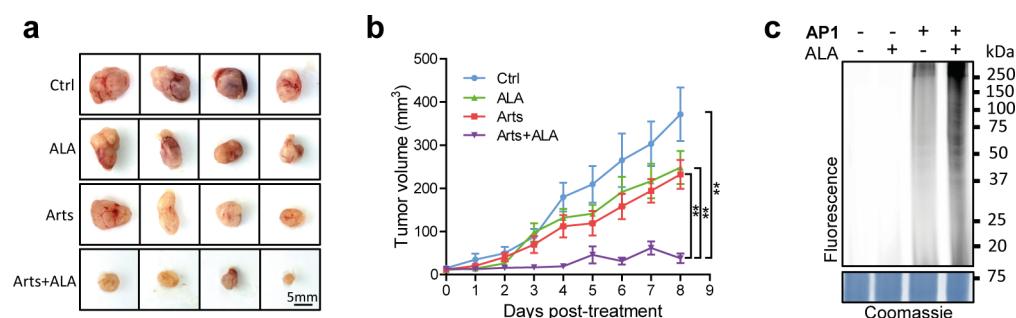 a
Ctrl
ALA
Arts
Arts+ALA
5mm
b
Tumor volume (mm³)
500
400
300
200
100
0
Ctrl
ALA
Arts
Arts+ALA
**
**
**
0 1 2 3 4 5 6 7 8 9
Days post-treatment
c
AP1 - - + +
ALA - + - + kDa
Fluorescence
250
150
100
75
50
37
25
20
75
Coomassie